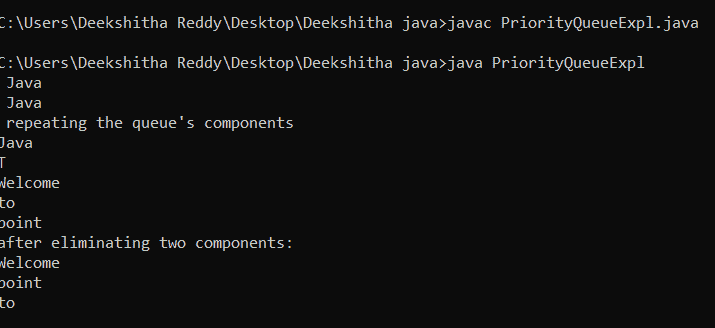 C:\Users\Deekshitha Reddy\Desktop\Deekshitha java>javac PriorityQueueExpl.java
C:\Users\Deekshitha Reddy\Desktop\Deekshitha java>java PriorityQueueExpl
Java
Java
repeating the queue's components
Java
T
Welcome
to
point
after eliminating two components:
Welcome
point
to